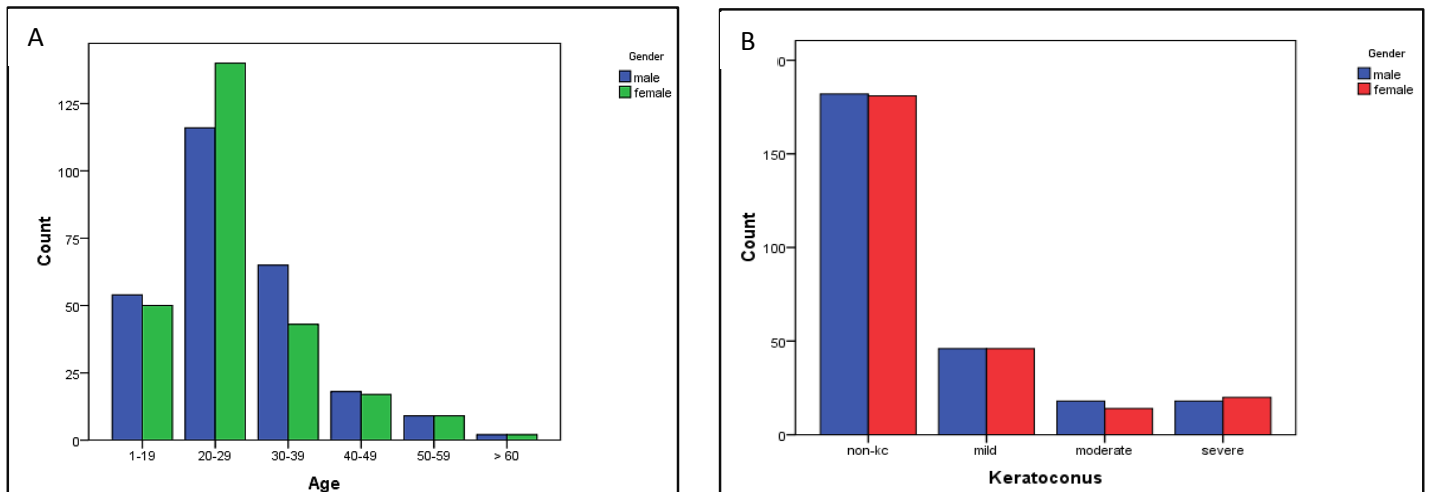 A
Gender
male
female
125
100
75
50
25
0
Count
1-19
20-29
30-39
40-49
50-59
> 60
Age
B
Gender
male
female
0
150
100
50
0
Count
non-kc
mild
moderate
severe
Keratoconus